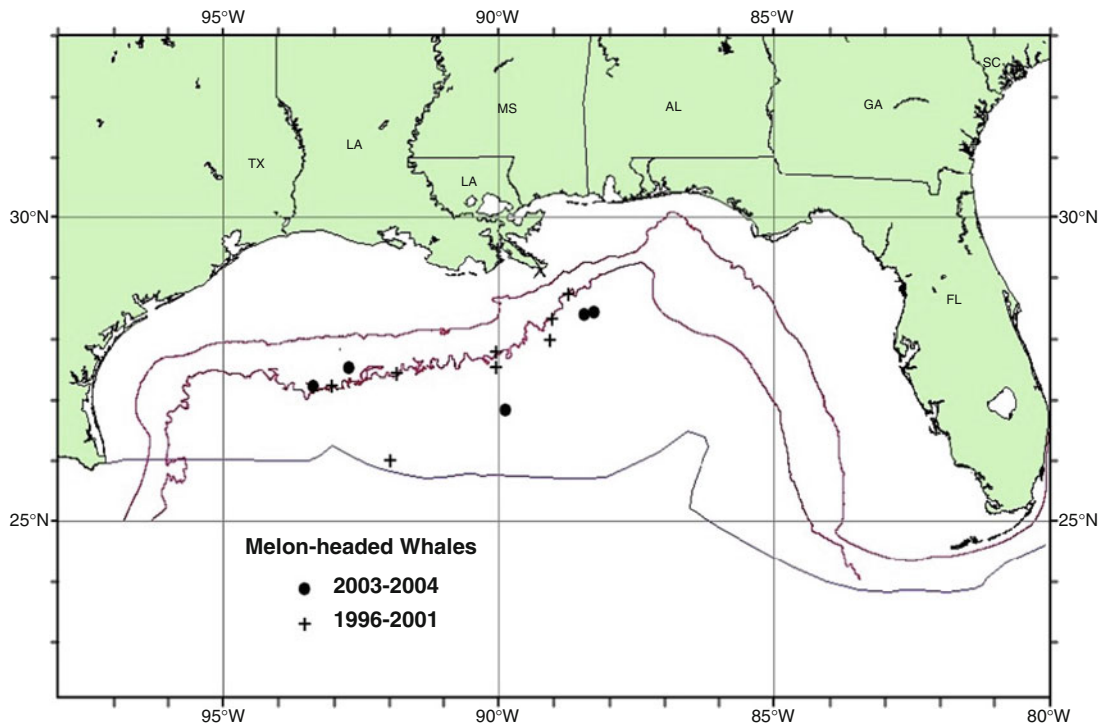 95°W 90°W 85°W
SC
MS AL GA
LA
TX
LA
30°N 30°N
FL
25°N 25°N
Melon-headed Whales
2003-2004
1996-2001
95°W 90°W 85°W 80°W